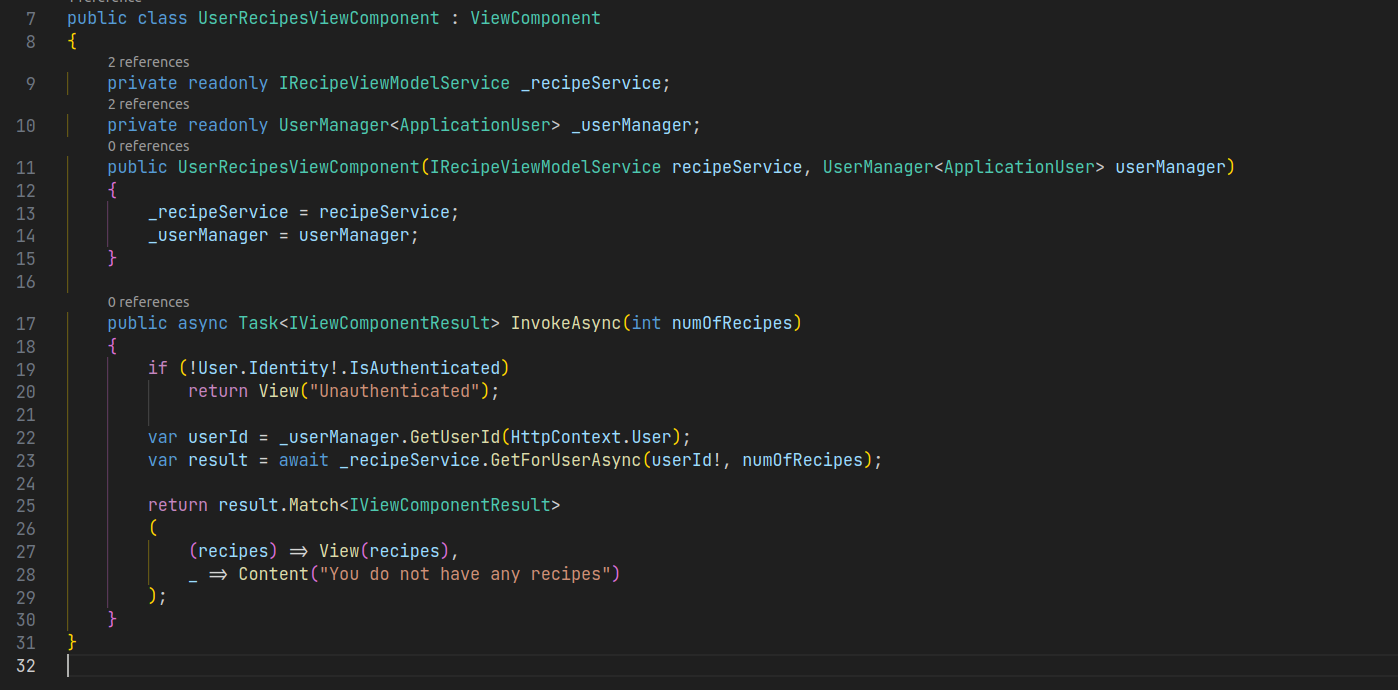 7 public class UserRecipesViewComponent : ViewComponent
8 {
2 references
9 private readonly IRecipeViewModelService _recipeService;
2 references
10 private readonly UserManager<ApplicationUser> _userManager;
0 references
11 public UserRecipesViewComponent(IRecipeViewModelService recipeService, UserManager<ApplicationUser> userManager)
12 {
13 _recipeService = recipeService;
14 _userManager = userManager;
15 }
16
0 references
17 public async Task<IViewComponentResult> InvokeAsync(int numOfRecipes)
18 {
19 if (!User.Identity!.IsAuthenticated)
20 return View("Unauthenticated");
21
22 var userId = _userManager.GetUserId(HttpContext.User);
23 var result = await _recipeService.GetForUserAsync(userId!, numOfRecipes);
24
25 return result.Match<IViewComponentResult>
26 (
27 (recipes) => View(recipes),
28 _ => Content("You do not have any recipes")
29 );
30 }
31 }
32